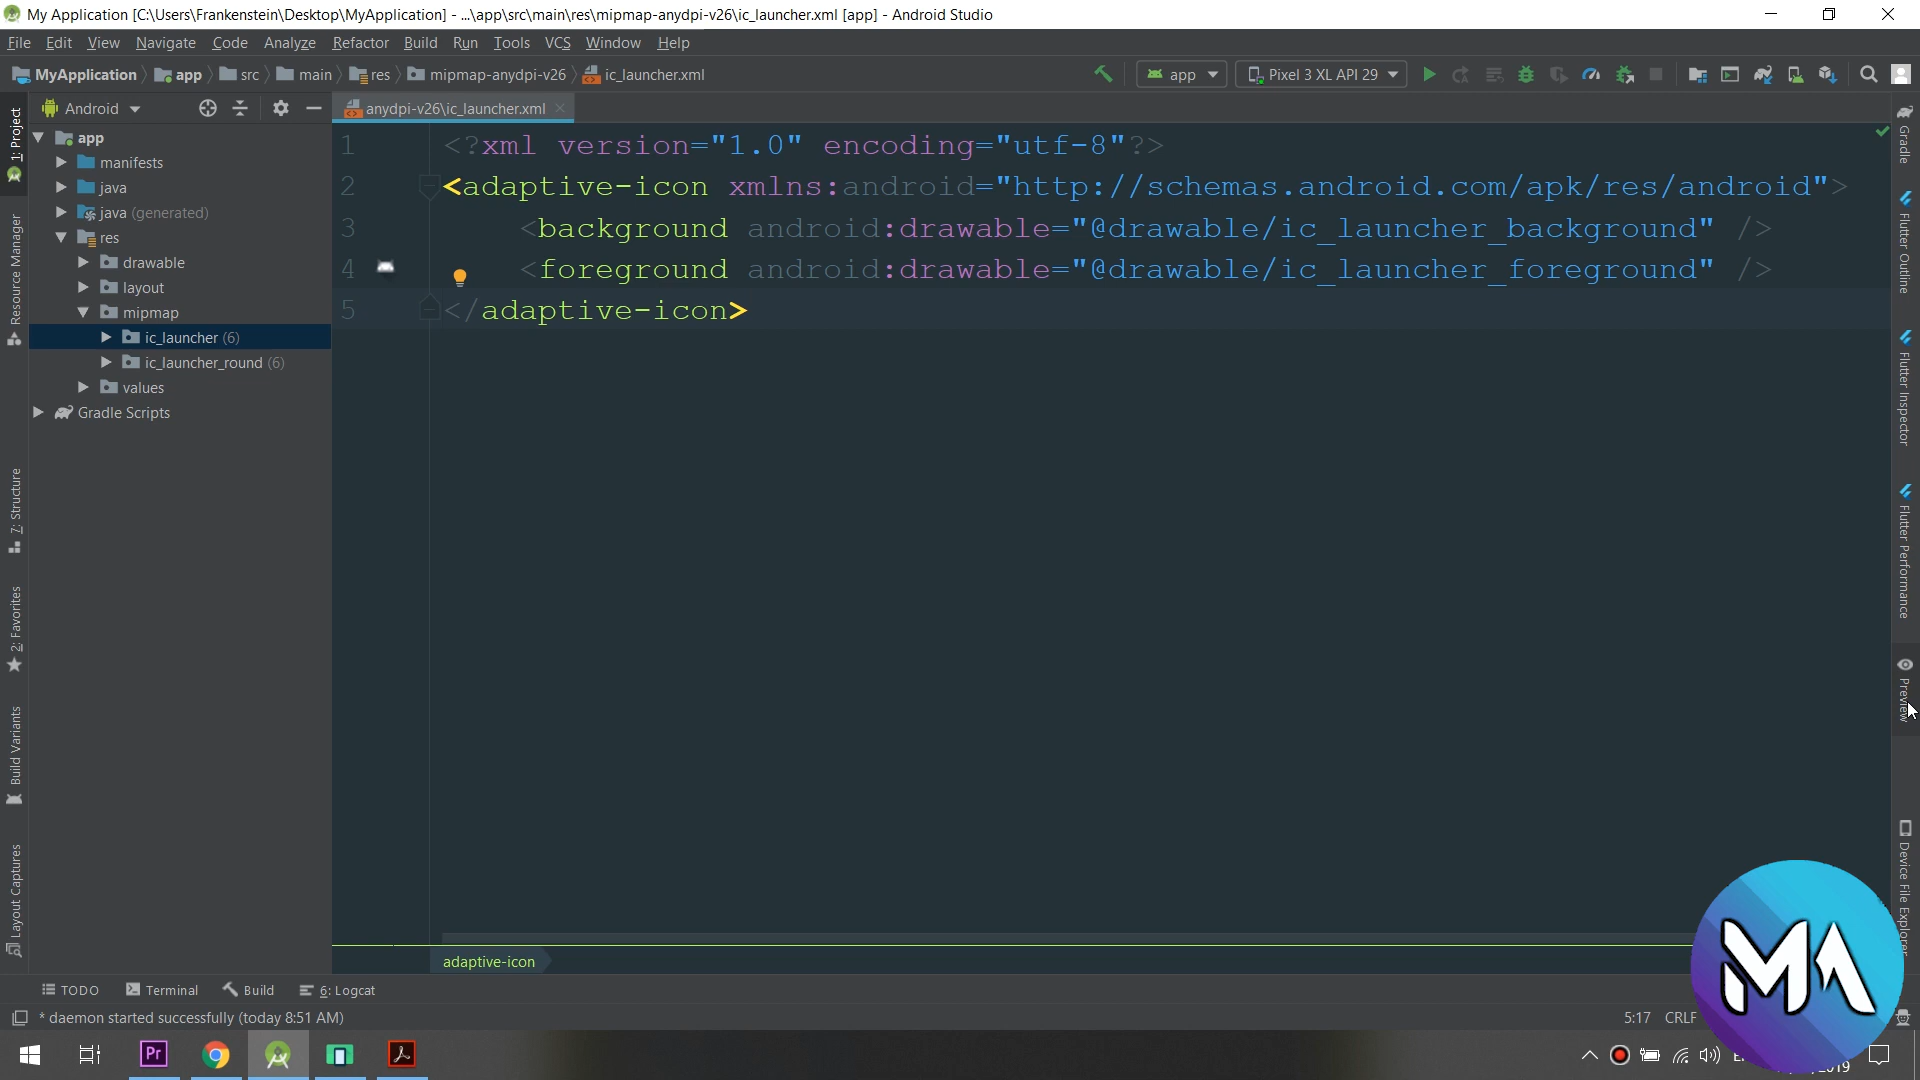 My Application [C:\Users\Frankenstein\Desktop\MyApplication] - ...\app\src\main\res\mipmap-anydpi-v26\ic_launcher.xml [app] - Android Studio
File Edit View Navigate Code Analyze Refactor Build Run Tools VCS Window Help
MyApplication app src main res mipmap-anydpi-v26 ic_launcher.xml app Pixel 3 XL API 29
Android anydpi-v26\ic_launcher.xml
app
manifests
java
java (generated)
res
drawable
layout
mipmap
ic_launcher (6)
ic_launcher_round (6)
values
Gradle Scripts
1 <?xml version="1.0" encoding="utf-8"?>
2 <adaptive-icon xmlns:android="http://schemas.android.com/apk/res/android">
3 <background android:drawable="@drawable/ic_launcher_background" />
4 <foreground android:drawable="@drawable/ic_launcher_foreground" />
5 </adaptive-icon>
1: Project
Resource Manager
7: Structure
2: Favorites
Build Variants
Layout Captures
Gradle
Flutter Outline
Flutter Inspector
Flutter Performance
Preview
Device File Explorer
adaptive-icon
TODO Terminal Build 6: Logcat
* daemon started successfully (today 8:51 AM) 5:17 CRLF
Pr
MA